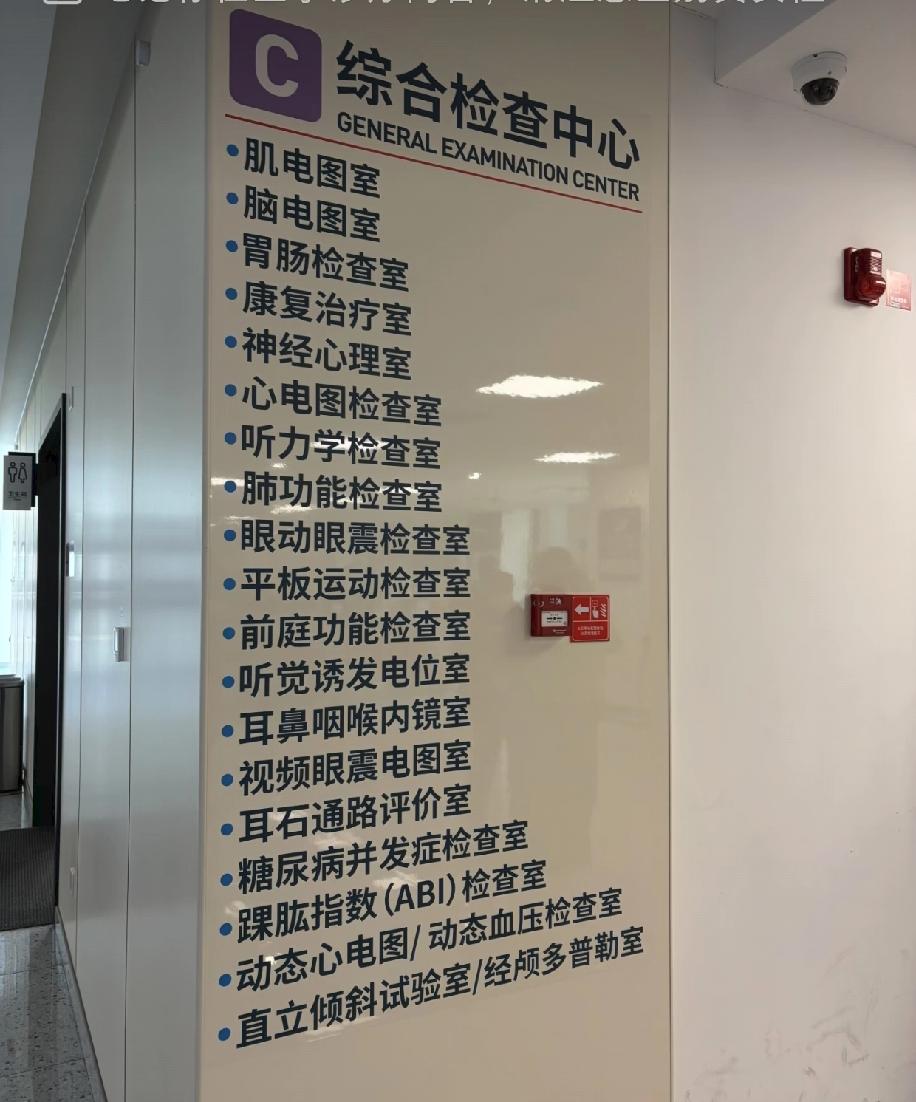 C 综合检查中心
GENERAL EXAMINATION CENTER
•肌电图室
•脑电图室
•胃肠检查室
•康复治疗室
•神经心理室
•心电图检查室
•听力学检查室
•肺功能检查室
•眼动眼震检查室
•平板运动检查室
•前庭功能检查室
•听觉诱发电位室
•耳鼻咽喉内镜室
•视频眼震电图室
•耳石通路评价室
•糖尿病并发症检查室
•踝肱指数(ABI)检查室
•动态心电图/动态血压检查室
•直立倾斜试验室/经颅多普勒室